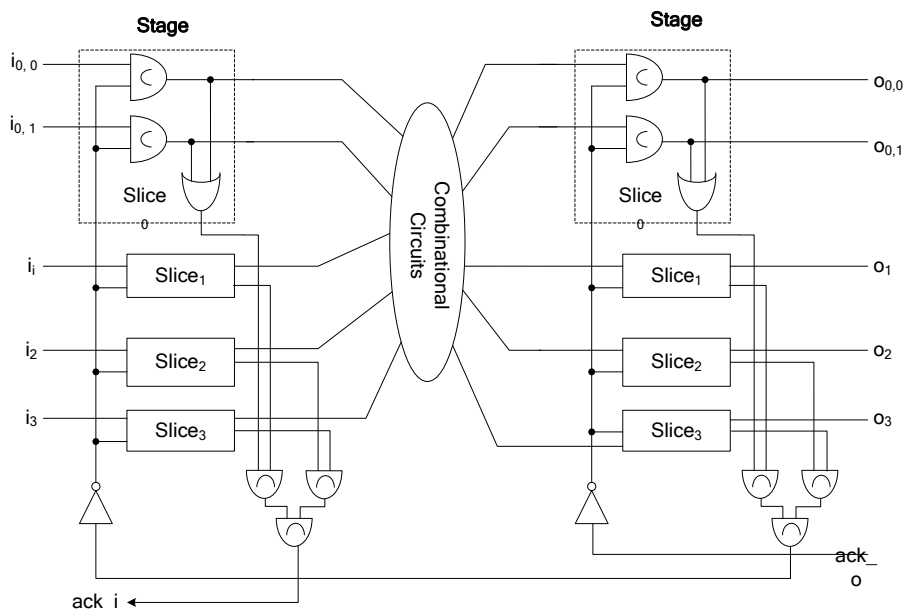 Stage
Stage
i0, 0
o0,0
i0, 1
o0,1
Slice
0
Slice
0
Combinational
Circuits
ii
Slice1
Slice1
o1
i2
Slice2
Slice2
o2
i3
Slice3
Slice3
o3
C
C
C
C
C
C
C
C
C
C
ack_
o
ack_i